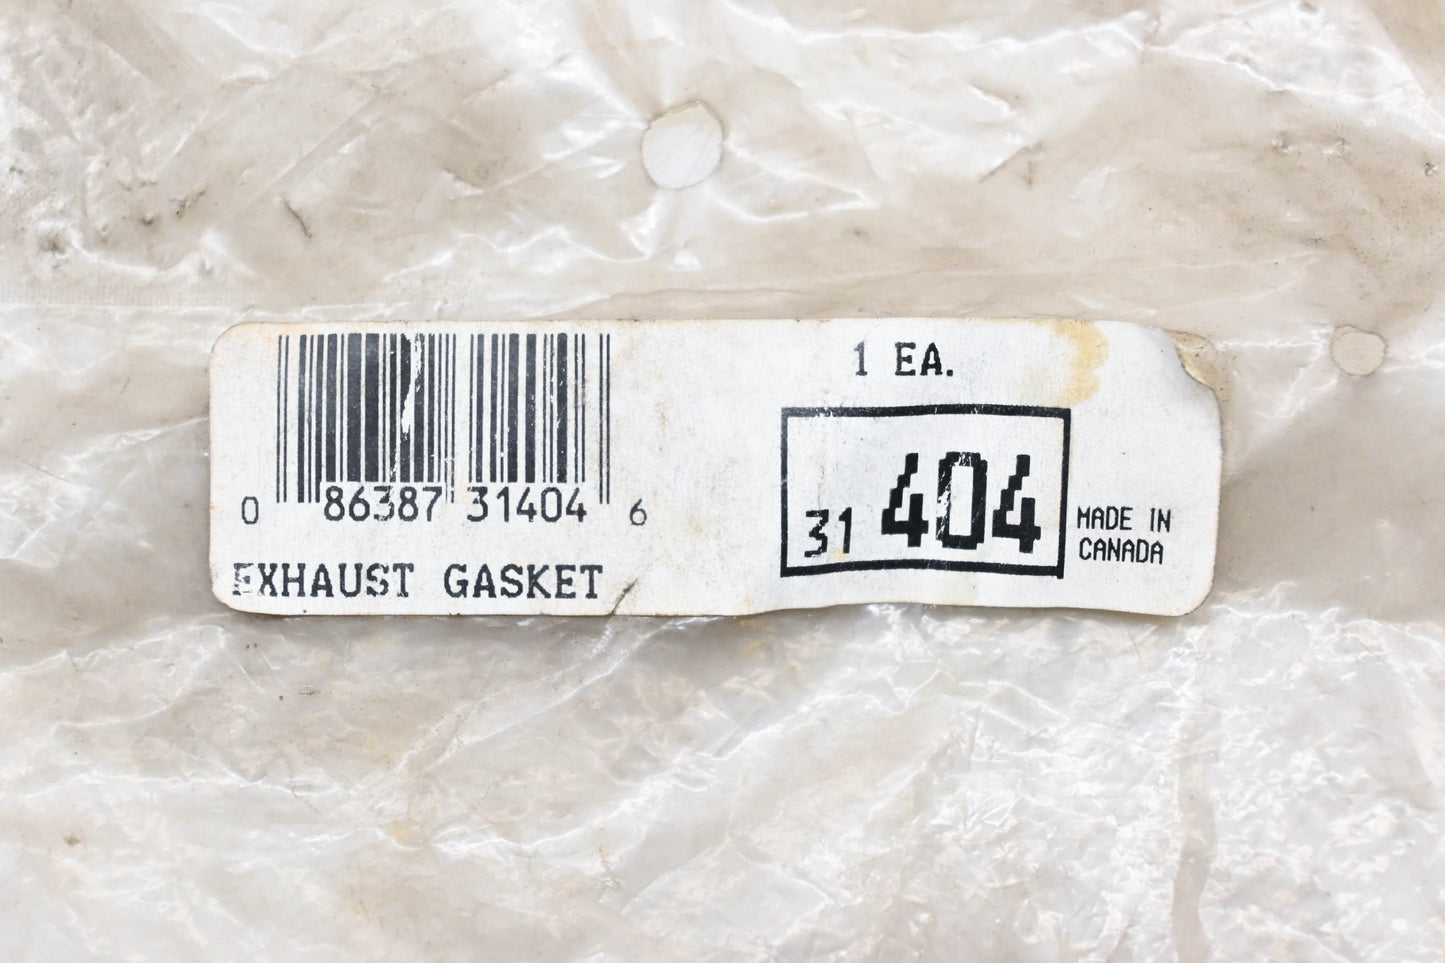 0 86387 31404 6
EXHAUST GASKET
1 EA.
31 404
MADE IN
CANADA